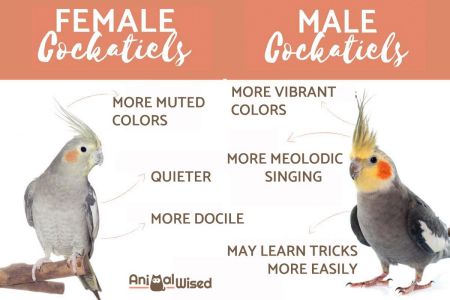 FEMALE
Cockatiels
MORE MUTED
COLORS
QUIETER
MORE DOCILE
AnimalWised
MALE
Cockatiels
MORE VIBRANT
COLORS
MORE MEOLODIC
SINGING
MAY LEARN TRICKS
MORE EASILY